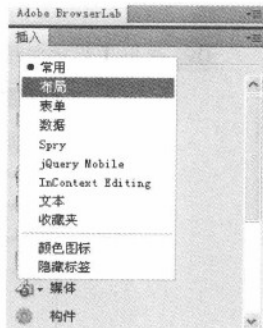 Adobe BrowserLab
插入
常用
布局
表单
数据
Spry
jQuery Mobile
InContext Editing
文本
收藏夹
颜色图标
隐藏标签
媒体
构件